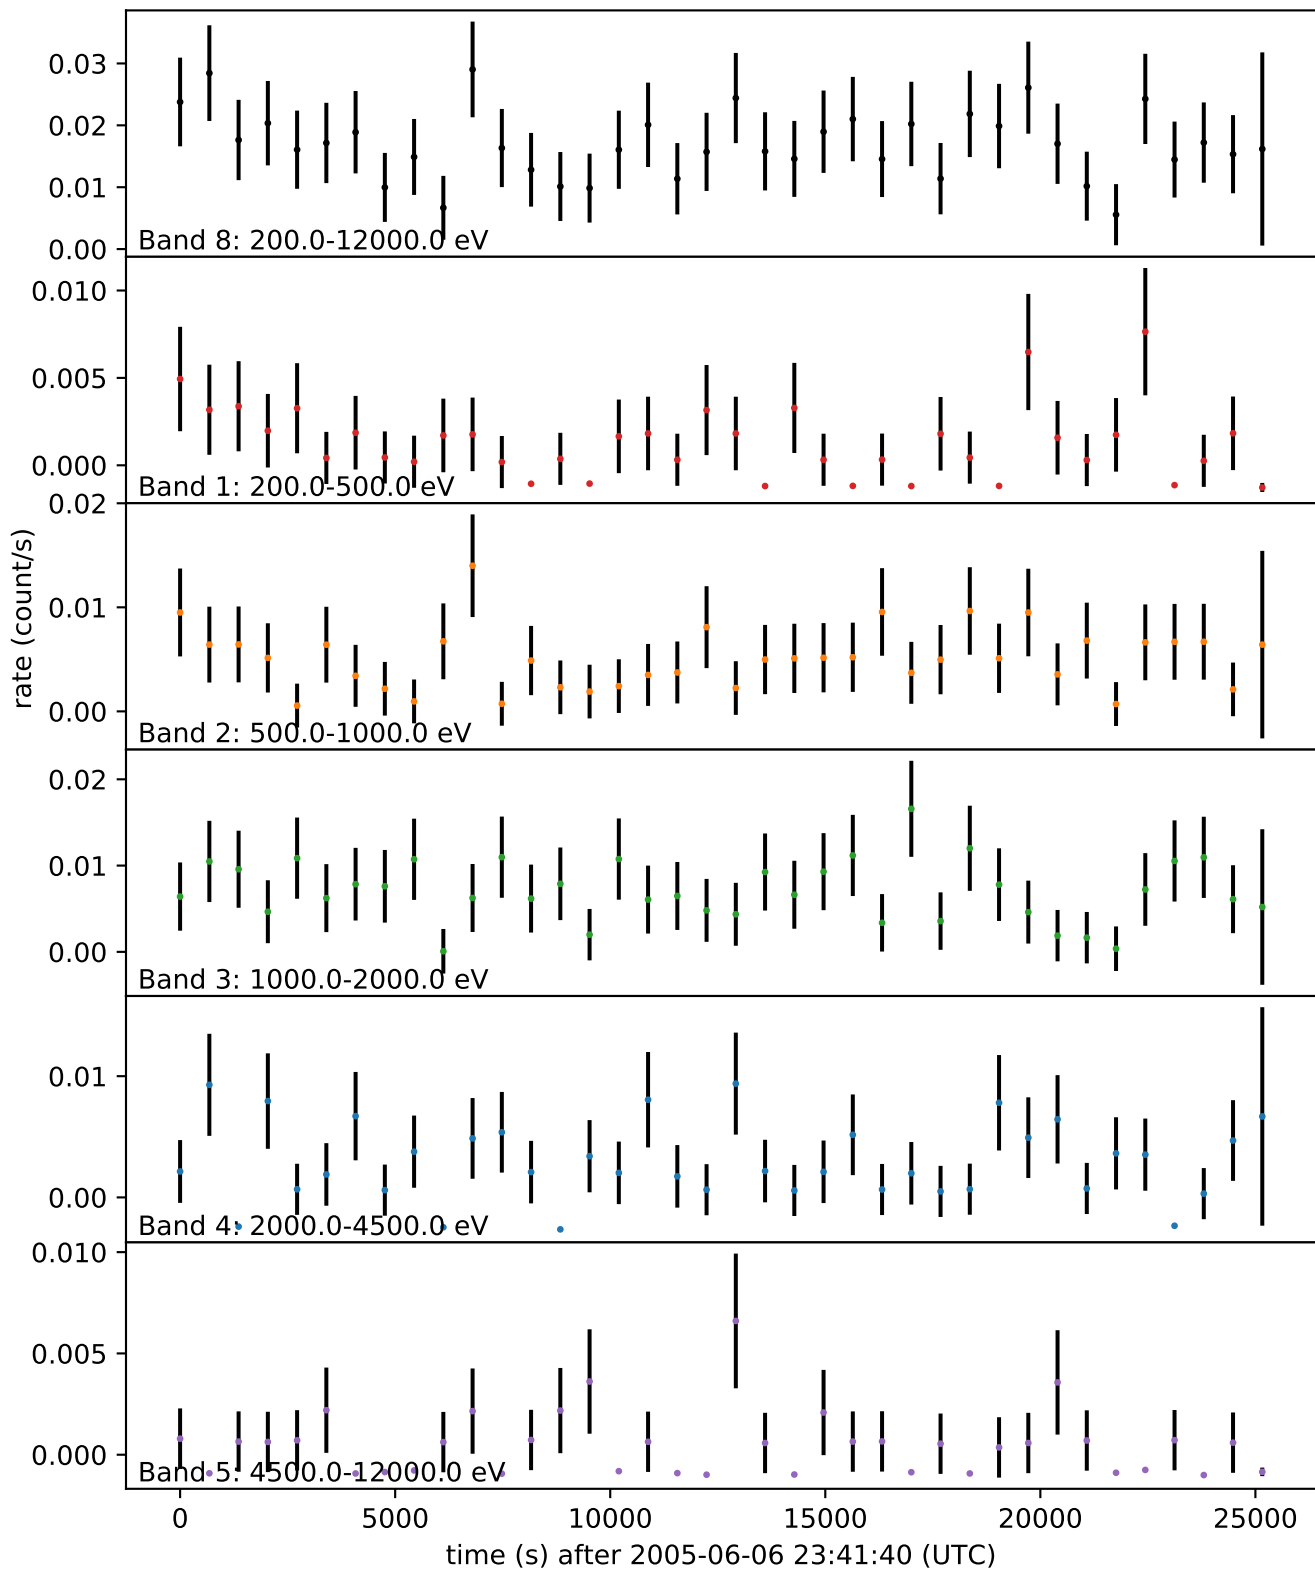 0.03
0.02
0.01
0.00
Band 8: 200.0-12000.0 eV
0.010
0.005
0.000
Band 1: 200.0-500.0 eV
0.02
0.01
0.00
Band 2: 500.0-1000.0 eV
rate (count/s)
0.02
0.01
0.00
Band 3: 1000.0-2000.0 eV
0.01
0.00
Band 4: 2000.0-4500.0 eV
0.010
0.005
0.000
Band 5: 4500.0-12000.0 eV
0 5000 10000 15000 20000 25000
time (s) after 2005-06-06 23:41:40 (UTC)